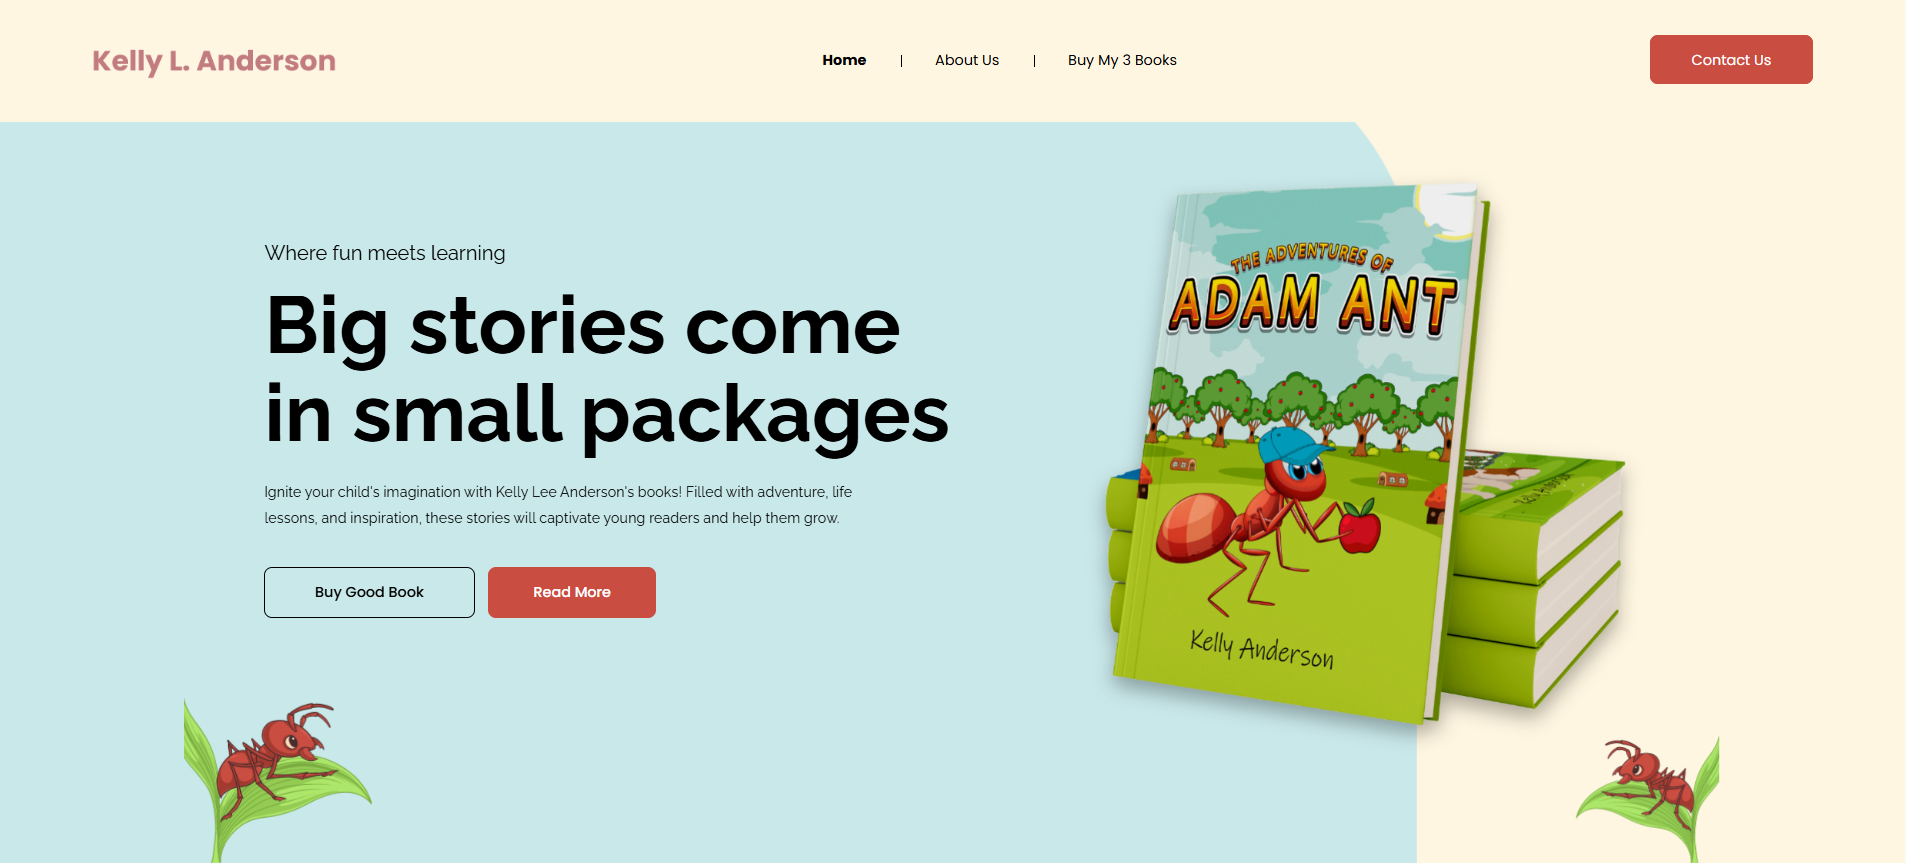 Kelly L. Anderson
Home | About Us | Buy My 3 Books
Contact Us
Where fun meets learning
Big stories come
in small packages
Ignite your child's imagination with Kelly Lee Anderson's books! Filled with adventure, life
lessons, and inspiration, these stories will captivate young readers and help them grow.
Buy Good Book
Read More
THE ADVENTURES OF
ADAM ANT
Kelly Anderson
Kelly Anderson